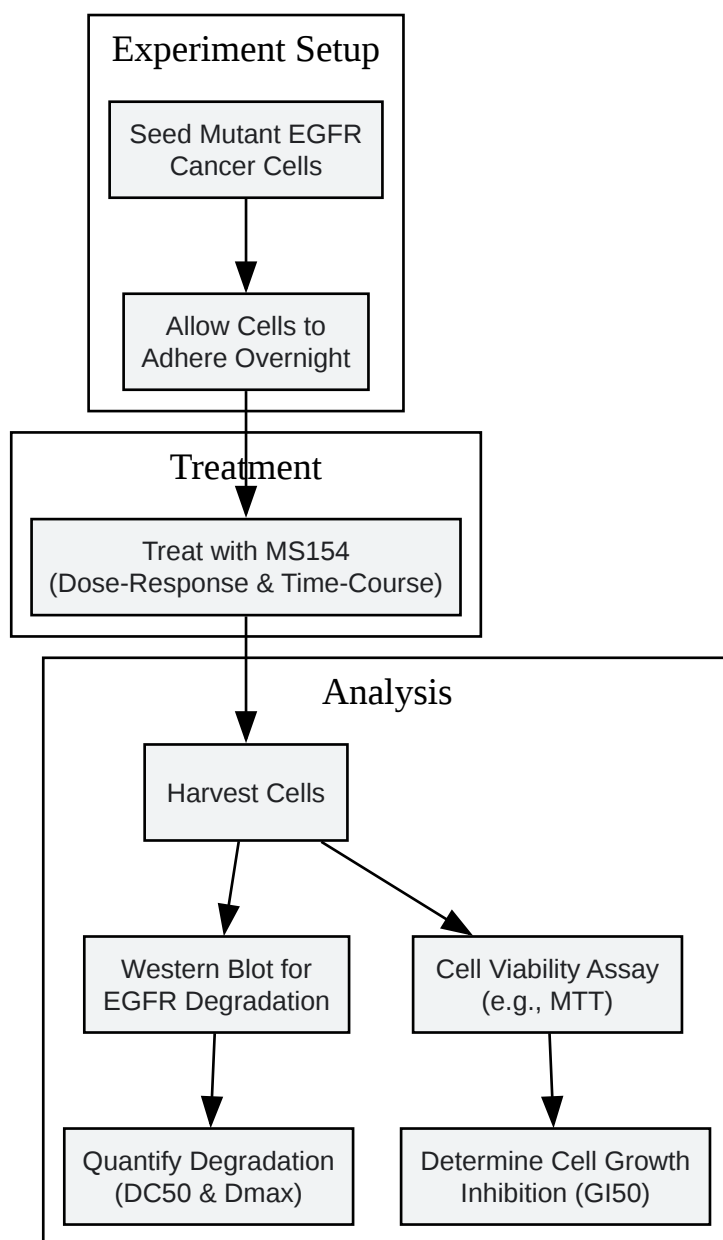 Experiment Setup
Seed Mutant EGFR
Cancer Cells
Allow Cells to
Adhere Overnight
Treatment
Treat with MS154
(Dose-Response & Time-Course)
Analysis
Harvest Cells
Western Blot for
EGFR Degradation
Cell Viability Assay
(e.g., MTT)
Quantify Degradation
(DC50 & Dmax)
Determine Cell Growth
Inhibition (GI50)